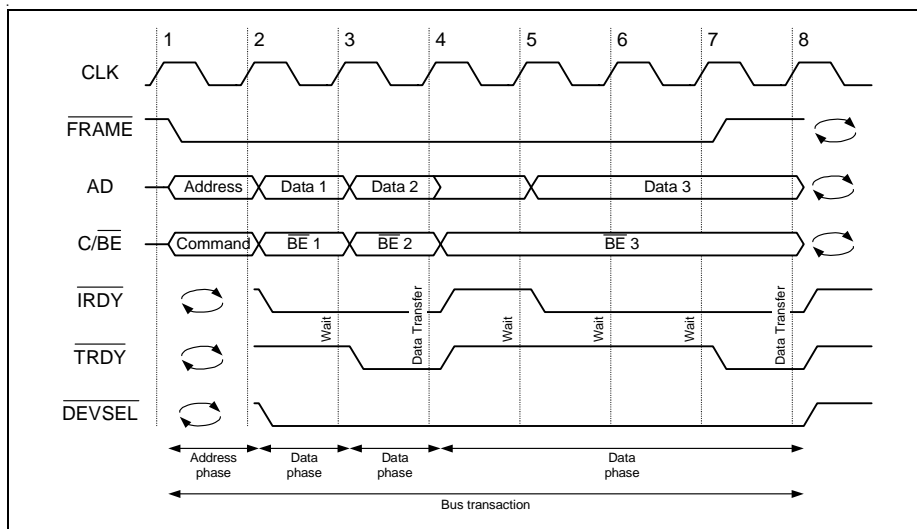 1 2 3 4 5 6 7 8
CLK
FRAME
AD
Address Data 1 Data 2 Data 3
C/BE
Command BE 1 BE 2 BE 3
IRDY
Wait
Data Transfer
Wait
Wait
Wait
Data Transfer
TRDY
DEVSEL
Address phase
Data phase
Data phase
Data phase
Bus transaction